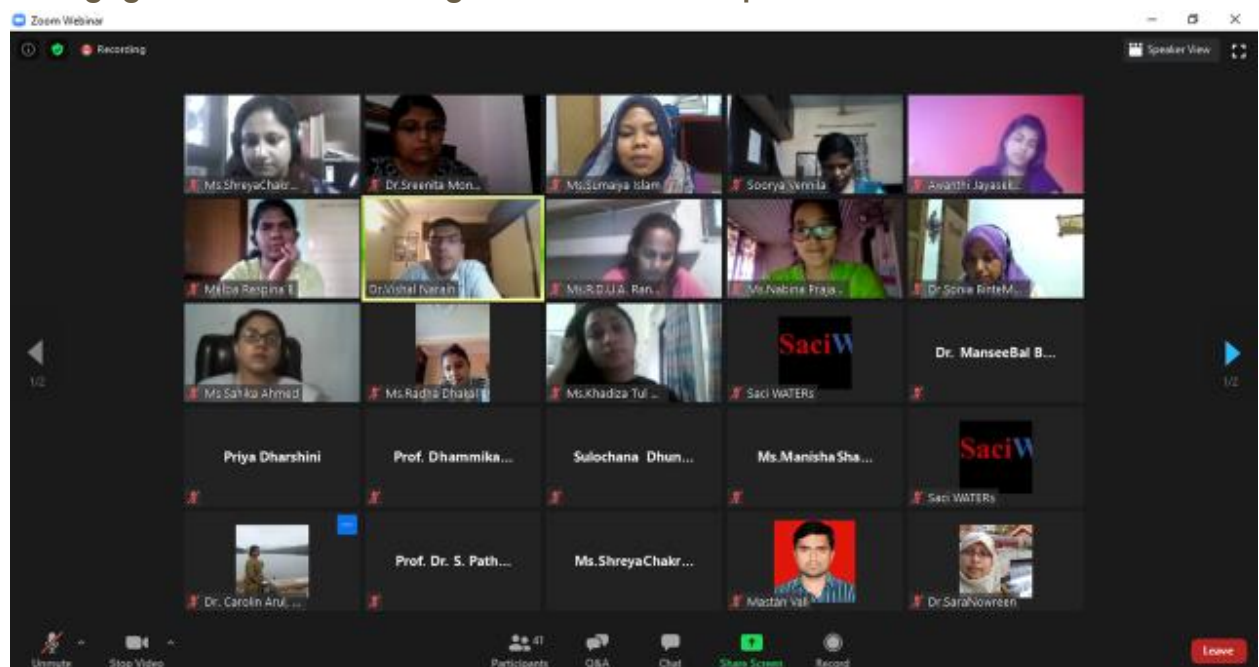 Zoom Webinar
Recording
Speaker View
Ms.ShreyaChakr...
Dr.Sreenita Mon...
Ms.Sumaiya Islam
Soorya Vennila
Awanthi Jayasek...
Melba Respina
Dr.Vishal Narain
Ms.R.D.U.A. Ran...
Ms.Nabina Praja...
Dr Sonia BinteM...
Ms Sahika Ahmed
Ms.Radha Dhakal
Ms.Khadiza Tul ...
SaciW
Saci WATERs
Dr. ManseeBal B...
1/2
1/2
Priya Dharshini
Prof. Dhammika...
Sulochana Dhun...
Ms.Manisha Sha...
SaciW
Saci WATERs
Dr. Carolin Arul, ...
Prof. Dr. S. Path...
Ms.ShreyaChakr...
Mastan Vali
Dr.SaraNowreen
Unmute
Stop Video
41
Participants
Q&A
Chat
Share Screen
Record
Leave